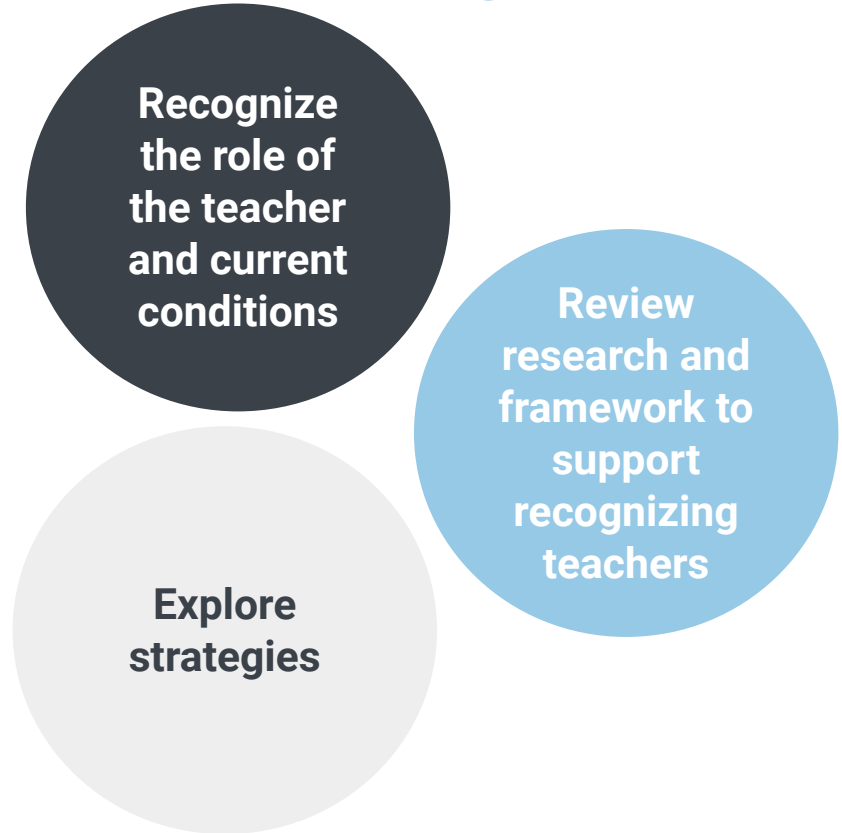 Recognize
the role of
the teacher
and current
conditions
Review
research and
framework to
support
recognizing
teachers
Explore
strategies